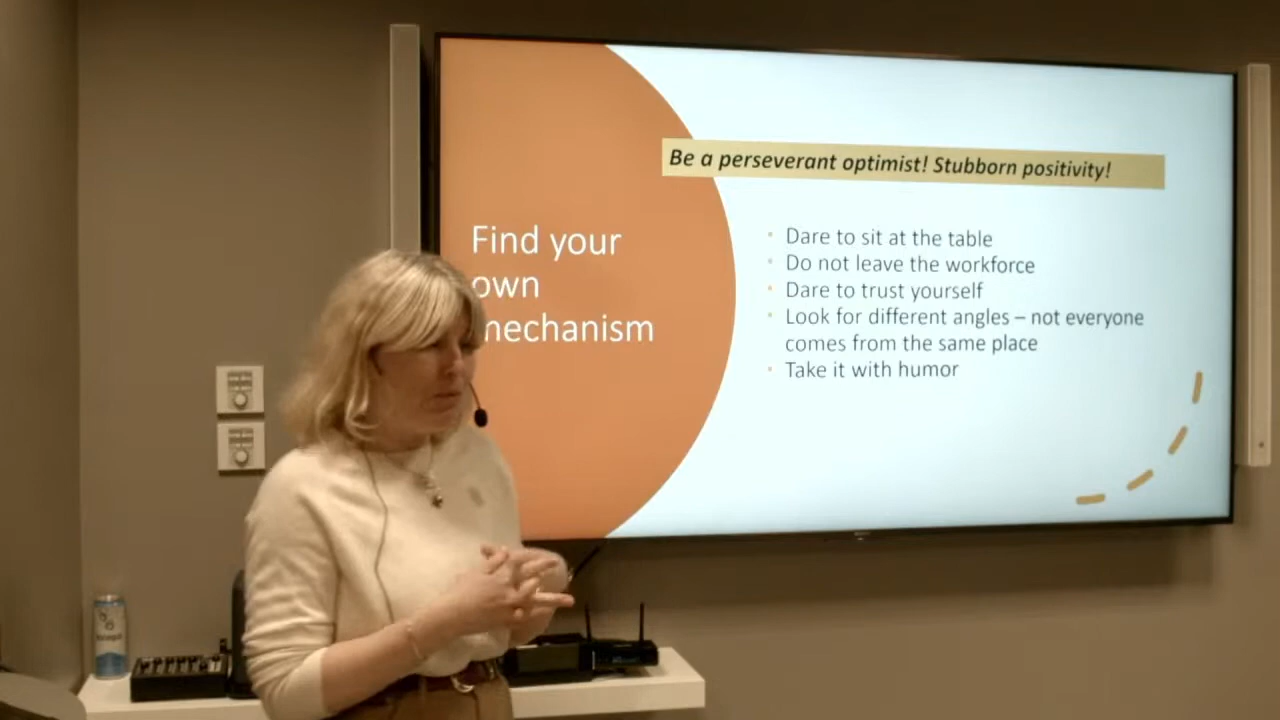 Be a perseverant optimist! Stubborn positivity!
Find your
own
mechanism
Dare to sit at the table
Do not leave the workforce
Dare to trust yourself
Look for different angles – not everyone
comes from the same place
Take it with humor